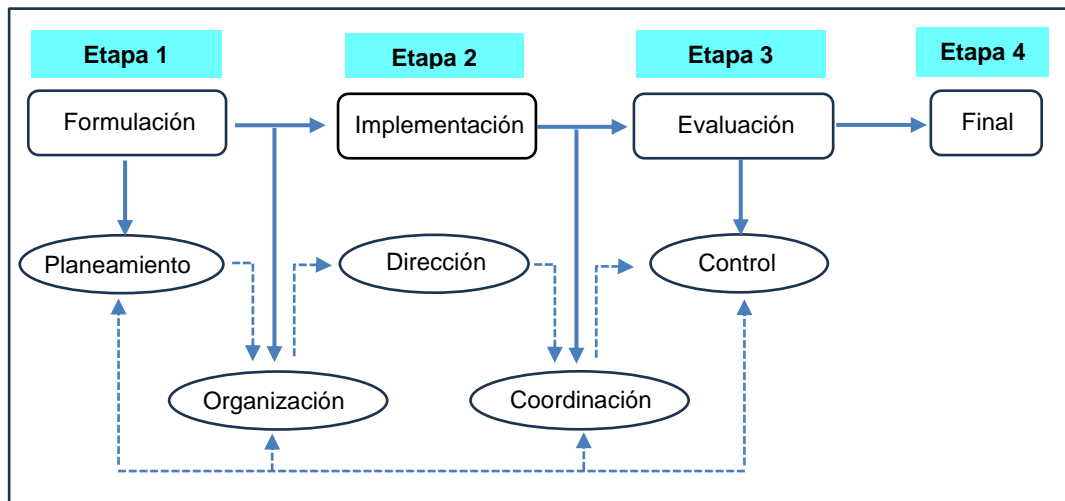 Etapa 1
Etapa 2
Etapa 3
Etapa 4
Formulación
Implementación
Evaluación
Final
Planeamiento
Dirección
Control
Organización
Coordinación